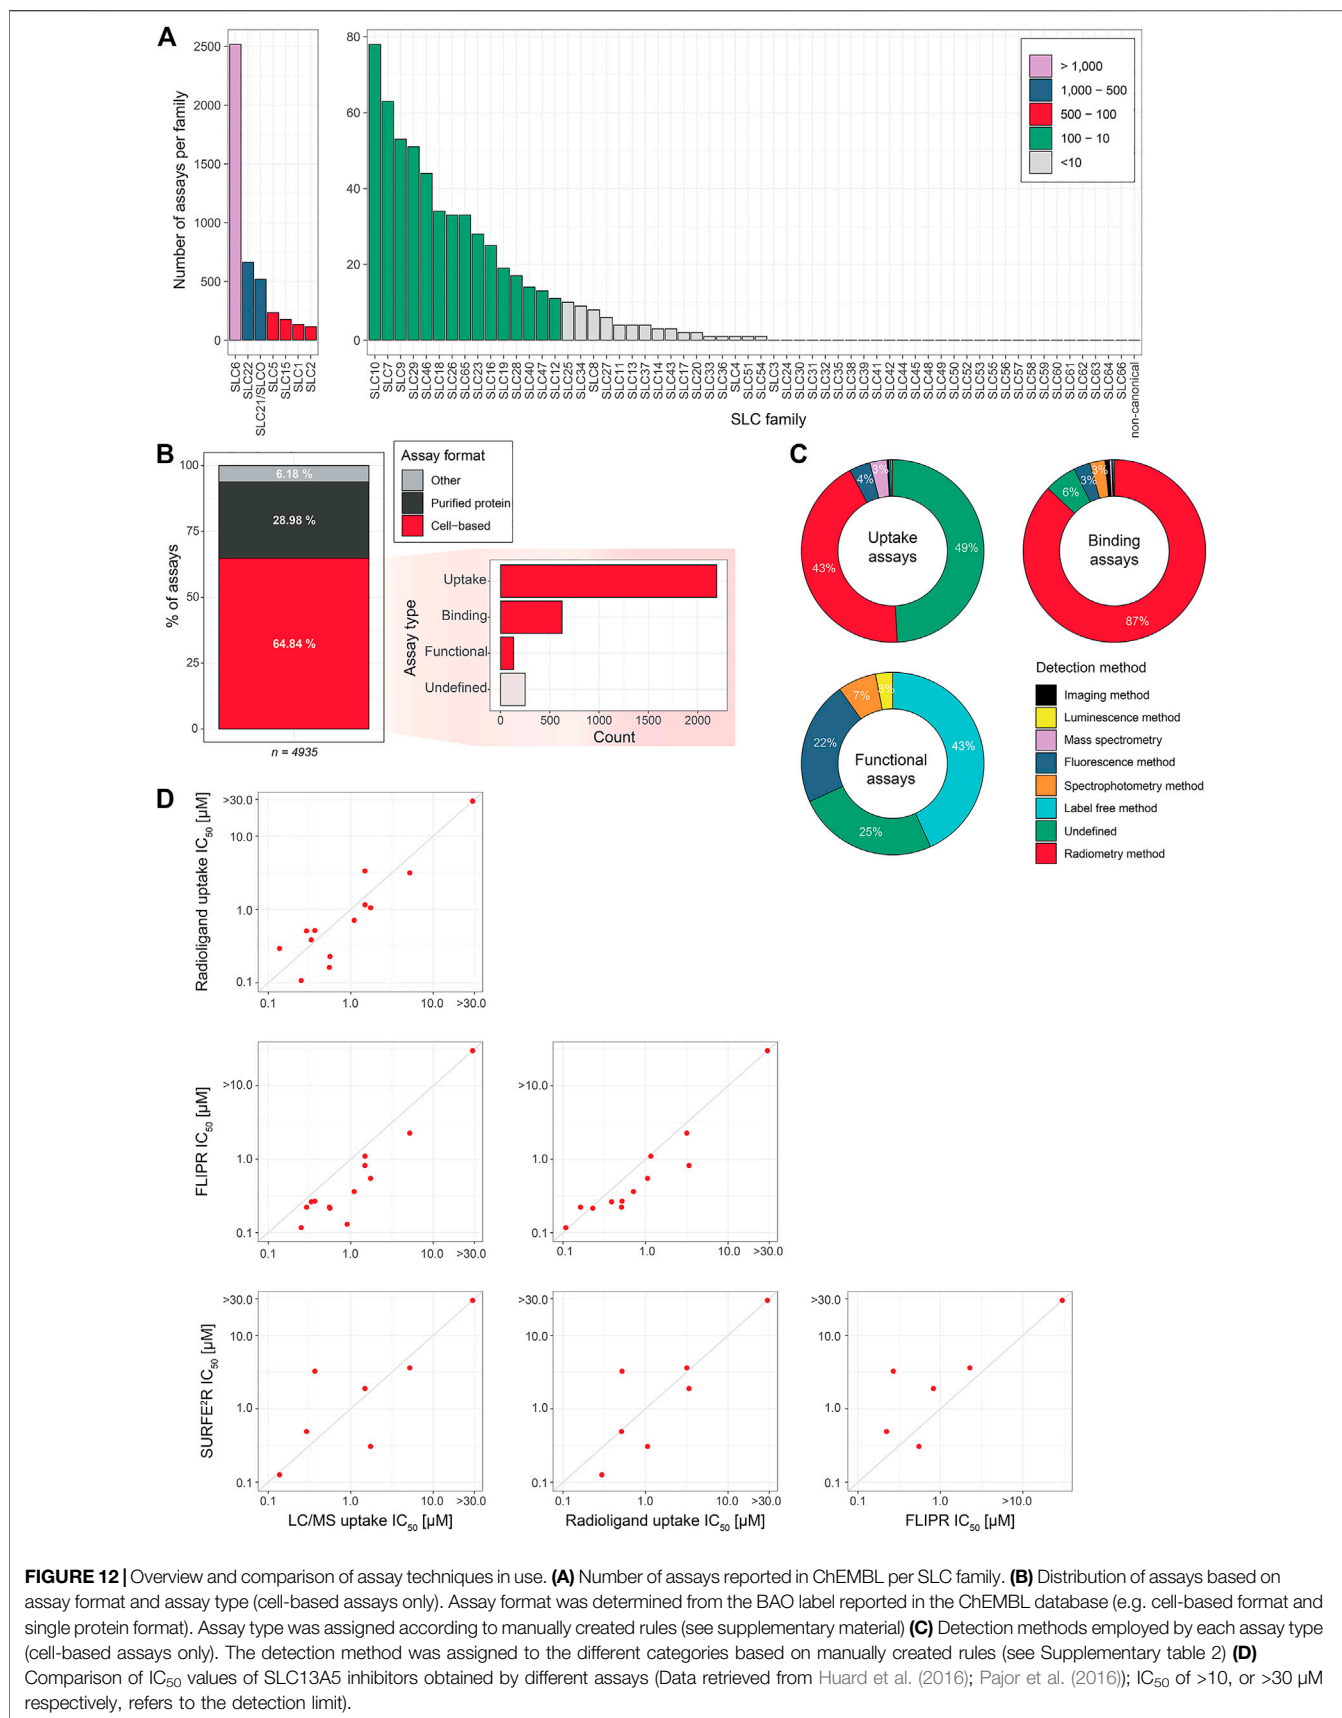 A
Number of assays per family
2500
2000
1500
1000
500
0
SLC6
SLC22
SLC21/SLCO
SLC5
SLC15
SLC1
SLC2
80
60
40
20
0
SLC10
SLC7
SLC9
SLC29
SLC46
SLC18
SLC26
SLC65
SLC23
SLC16
SLC19
SLC28
SLC40
SLC47
SLC12
SLC25
SLC34
SLC8
SLC27
SLC11
SLC13
SLC37
SLC14
SLC43
SLC17
SLC20
SLC33
SLC36
SLC4
SLC51
SLC54
SLC3
SLC24
SLC30
SLC31
SLC32
SLC35
SLC38
SLC39
SLC41
SLC42
SLC44
SLC45
SLC48
SLC49
SLC50
SLC52
SLC53
SLC55
SLC56
SLC57
SLC58
SLC59
SLC60
SLC61
SLC62
SLC63
SLC64
SLC66
non-canonical
SLC family
> 1,000
1,000 – 500
500 – 100
100 – 10
<10
B
% of assays
100
75
50
25
0
6.18 %
28.98 %
64.84 %
n = 4935
Assay format
Other
Purified protein
Cell–based
Assay type
Uptake
Binding
Functional
Undefined
0
500
1000
1500
2000
Count
C
Uptake
assays
49%
43%
4%
3%
Binding
assays
87%
6%
3%
3%
Functional
assays
43%
25%
22%
7%
3%
Detection method
Imaging method
Luminescence method
Mass spectrometry
Fluorescence method
Spectrophotometry method
Label free method
Undefined
Radiometry method
D
Radioligand uptake IC50 [µM]
>30.0
10.0
1.0
0.1
0.1
1.0
10.0
>30.0
FLIPR IC50 [µM]
>10.0
1.0
0.1
0.1
1.0
10.0
>30.0
>10.0
1.0
0.1
0.1
1.0
10.0
>30.0
SURFE²R IC50 [µM]
>30.0
10.0
1.0
0.1
0.1
1.0
10.0
>30.0
LC/MS uptake IC50 [µM]
>30.0
10.0
1.0
0.1
0.1
1.0
10.0
>30.0
Radioligand uptake IC50 [µM]
>30.0
10.0
1.0
0.1
0.1
1.0
>10.0
FLIPR IC50 [µM]
FIGURE 12 | Overview and comparison of assay techniques in use. (A) Number of assays reported in ChEMBL per SLC family. (B) Distribution of assays based on
assay format and assay type (cell-based assays only). Assay format was determined from the BAO label reported in the ChEMBL database (e.g. cell-based format and
single protein format). Assay type was assigned according to manually created rules (see supplementary material) (C) Detection methods employed by each assay type
(cell-based assays only). The detection method was assigned to the different categories based on manually created rules (see Supplementary table 2) (D)
Comparison of IC50 values of SLC13A5 inhibitors obtained by different assays (Data retrieved from Huard et al. (2016); Pajor et al. (2016)); IC50 of >10, or >30 µM
respectively, refers to the detection limit).